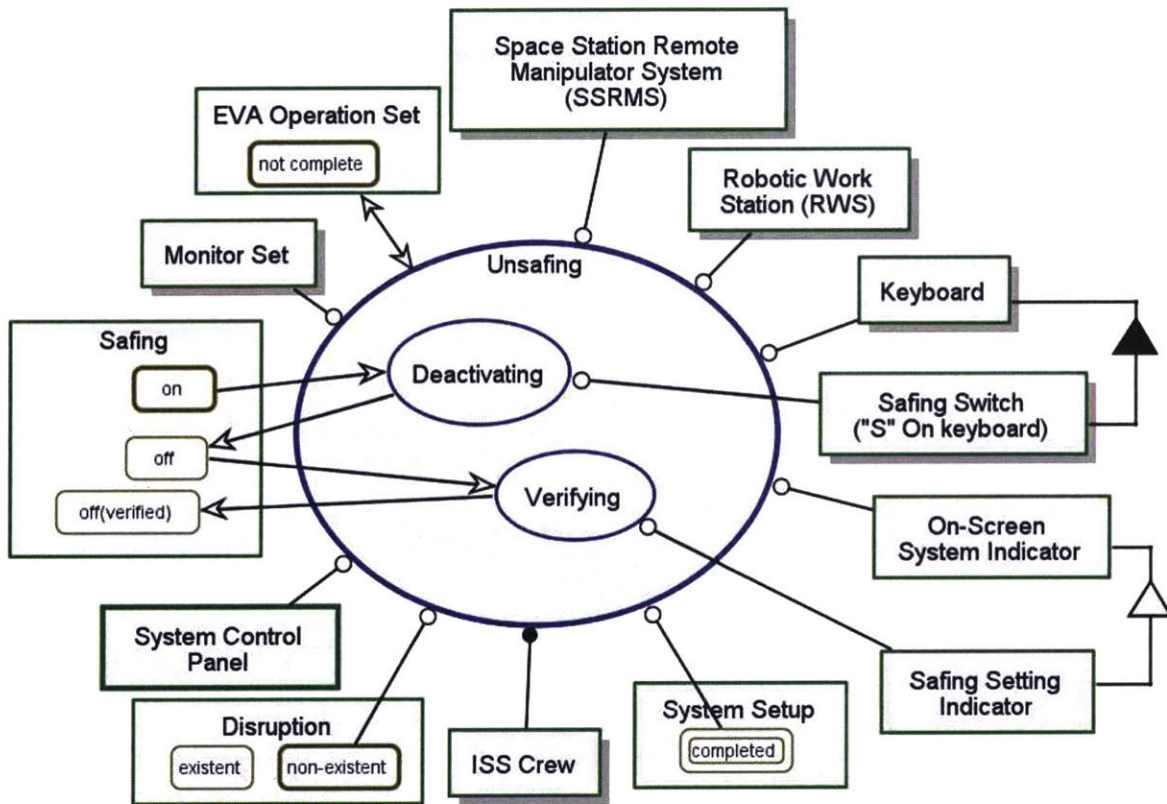 Space Station Remote
Manipulator System
(SSRMS)
EVA Operation Set
not complete
Robotic Work
Station (RWS)
Monitor Set
Unsafing
Keyboard
Safing
on
Deactivating
Safing Switch
("S" On keyboard)
off
Verifying
off(verified)
On-Screen
System Indicator
System Control
Panel
Safing Setting
Indicator
System Setup
completed
Disruption
existent
non-existent
ISS Crew